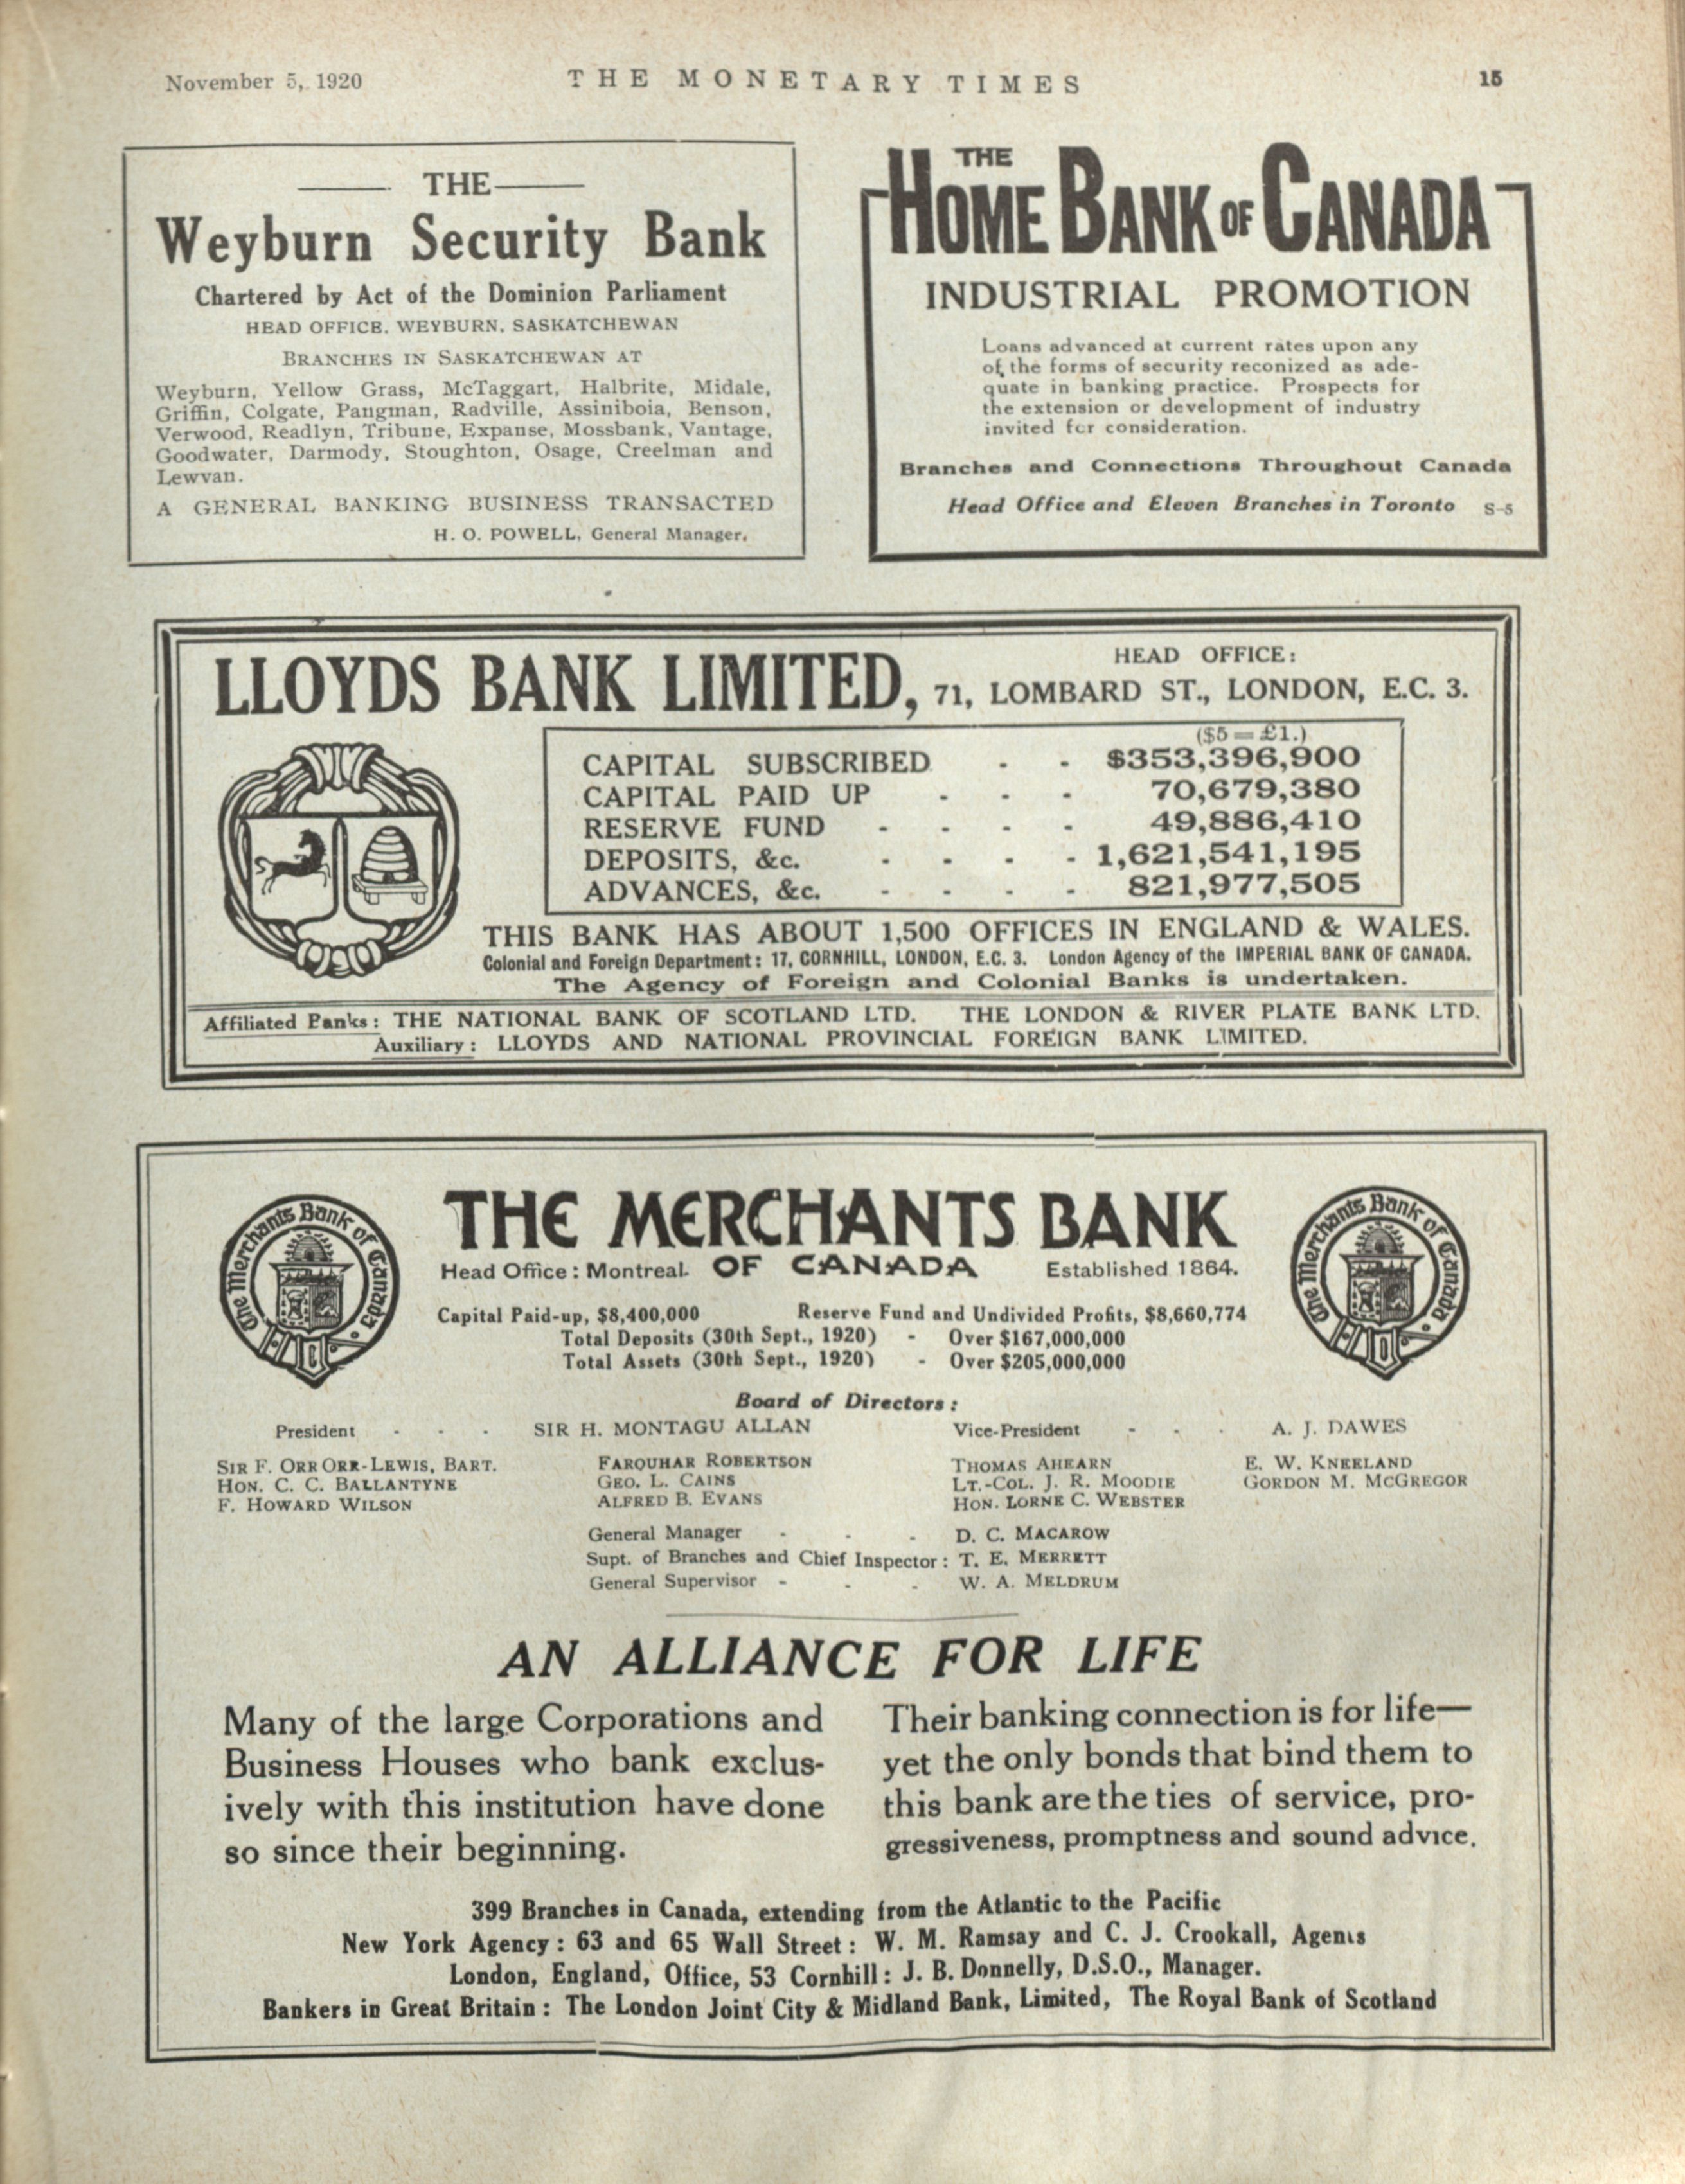 November 5, 1920
THE MONETARY TIMES
15
THE
Weyburn Security Bank
Chartered by Act of the Dominion Parliament
HEAD OFFICE, WEYBURN, SASKATCHEWAN
BRANCHES IN SASKATCHEWAN AT
Weyburn, Yellow Grass, McTaggart, Halbrite, Midale,
Griffin, Colgate, Pangman, Radville, Assiniboia, Benson,
Verwood, Readlyn, Tribune, Expanse, Mossbank, Vantage,
Goodwater, Darmody, Stoughton, Osage, Creelman and
Lewvan.
A GENERAL BANKING BUSINESS TRANSACTED
H. O. POWELL, General Manager.
THE
HOME BANK OF CANADA
INDUSTRIAL PROMOTION
Loans advanced at current rates upon any
of the forms of security reconized as ade-
quate in banking practice. Prospects for
the extension or development of industry
invited for consideration.
Branches and Connections Throughout Canada
Head Office and Eleven Branches in Toronto S-5
LLOYDS BANK LIMITED,
HEAD OFFICE:
71, LOMBARD ST., LONDON, E.C. 3.
($5 = £1.)
CAPITAL SUBSCRIBED - - $353,396,900
CAPITAL PAID UP - - - 70,679,380
RESERVE FUND - - - - 49,886,410
DEPOSITS, &c. - - - - 1,621,541,195
ADVANCES, &c. - - - - 821,977,505
THIS BANK HAS ABOUT 1,500 OFFICES IN ENGLAND & WALES.
Colonial and Foreign Department: 17, CORNHILL, LONDON, E.C. 3. London Agency of the IMPERIAL BANK OF CANADA.
The Agency of Foreign and Colonial Banks is undertaken.
Affiliated Banks: THE NATIONAL BANK OF SCOTLAND LTD. THE LONDON & RIVER PLATE BANK LTD.
Auxiliary: LLOYDS AND NATIONAL PROVINCIAL FOREIGN BANK LIMITED.
The Merchants Bank of Canada
THE MERCHANTS BANK
The Merchants Bank of Canada
Head Office: Montreal. OF CANADA Established 1864.
Capital Paid-up, $8,400,000 Reserve Fund and Undivided Profits, $8,660,774
Total Deposits (30th Sept., 1920) - Over $167,000,000
Total Assets (30th Sept., 1920) - Over $205,000,000
Board of Directors:
President - - - SIR H. MONTAGU ALLAN Vice-President - - - A. J. DAWES
SIR F. ORR ORR-LEWIS, BART. FARQUHAR ROBERTSON THOMAS AHEARN E. W. KNEELAND
HON. C. C. BALLANTYNE GEO. L. CAINS LT.-COL. J. R. MOODIE GORDON M. MCGREGOR
F. HOWARD WILSON ALFRED B. EVANS HON. LORNE C. WEBSTER
General Manager - - - D. C. MACAROW
Supt. of Branches and Chief Inspector: T. E. MERRETT
General Supervisor - - - W. A. MELDRUM
AN ALLIANCE FOR LIFE
Many of the large Corporations and
Business Houses who bank exclus-
ively with this institution have done
so since their beginning.
Their banking connection is for life—
yet the only bonds that bind them to
this bank are the ties of service, pro-
gressiveness, promptness and sound advice.
399 Branches in Canada, extending from the Atlantic to the Pacific
New York Agency: 63 and 65 Wall Street: W. M. Ramsay and C. J. Crookall, Agents
London, England, Office, 53 Cornhill: J. B. Donnelly, D.S.O., Manager.
Bankers in Great Britain: The London Joint City & Midland Bank, Limited, The Royal Bank of Scotland